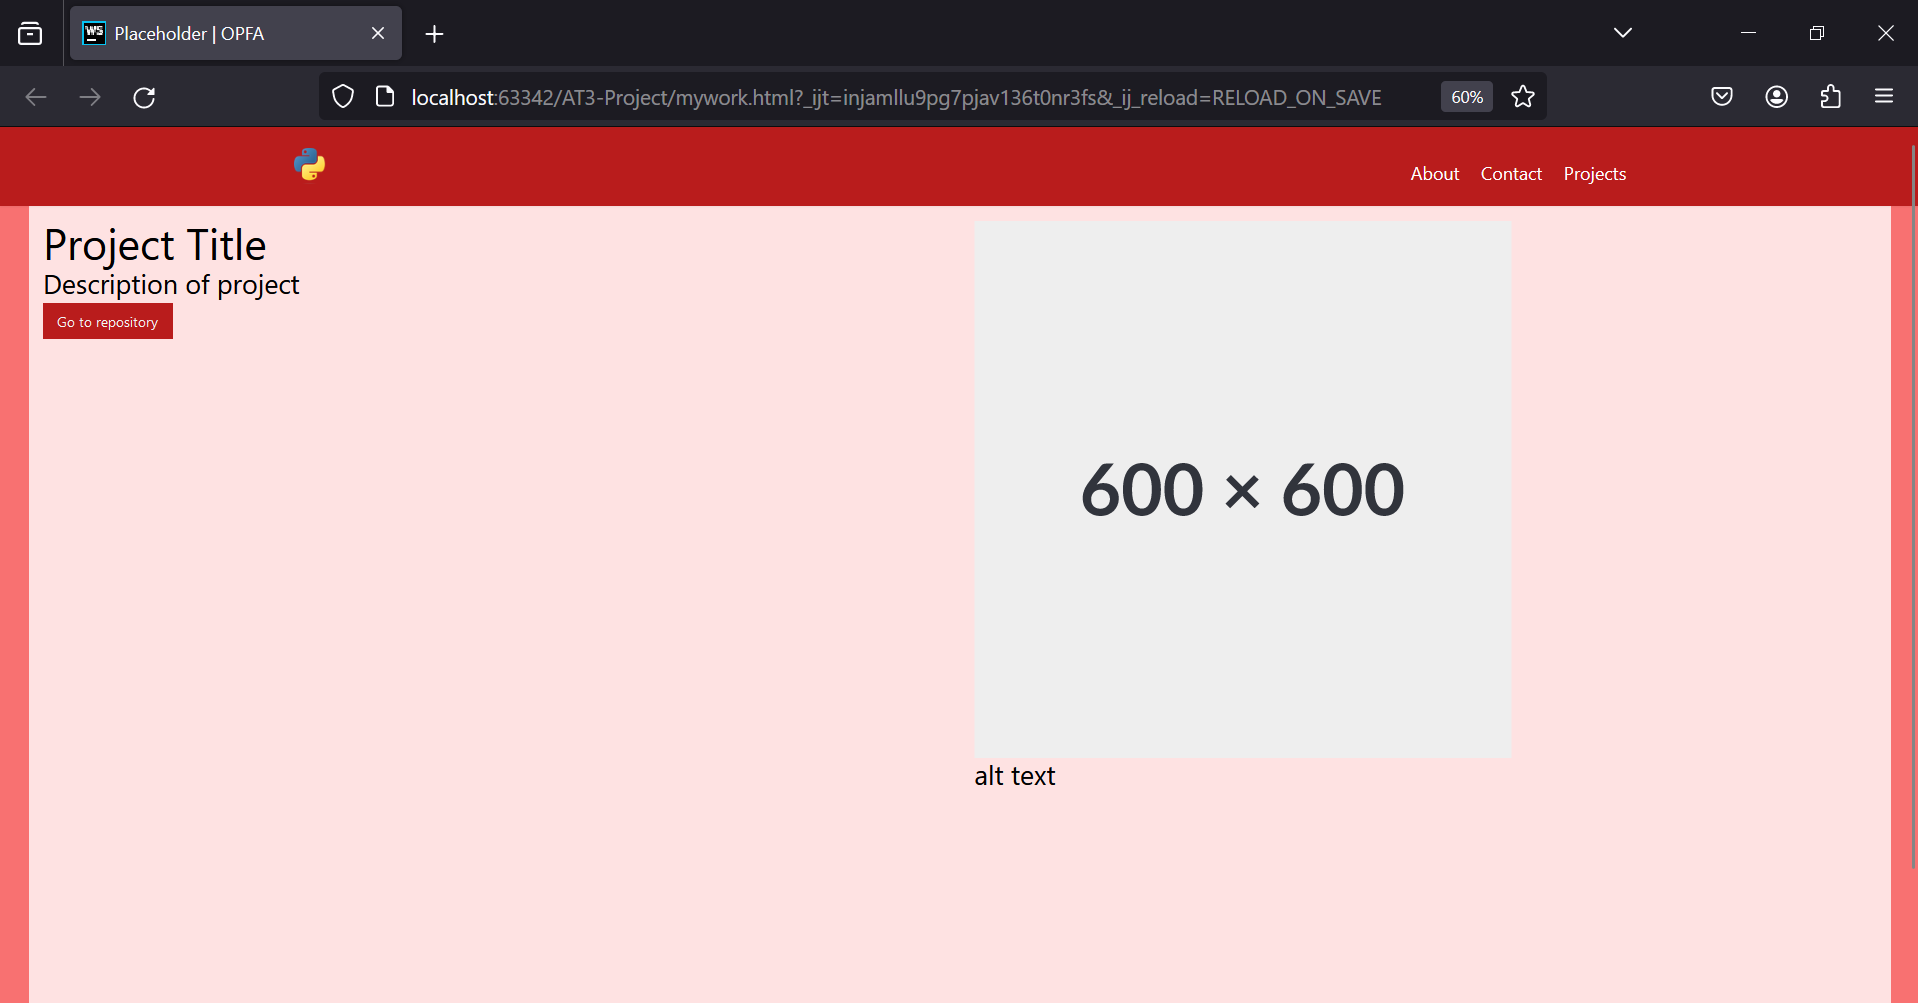 WS
Placeholder | OPFA
localhost:63342/AT3-Project/mywork.html?_ijt=injamllu9pg7pjav136t0nr3fs&_ij_reload=RELOAD_ON_SAVE
60%
About Contact Projects
Project Title
Description of project
Go to repository
600 × 600
alt text